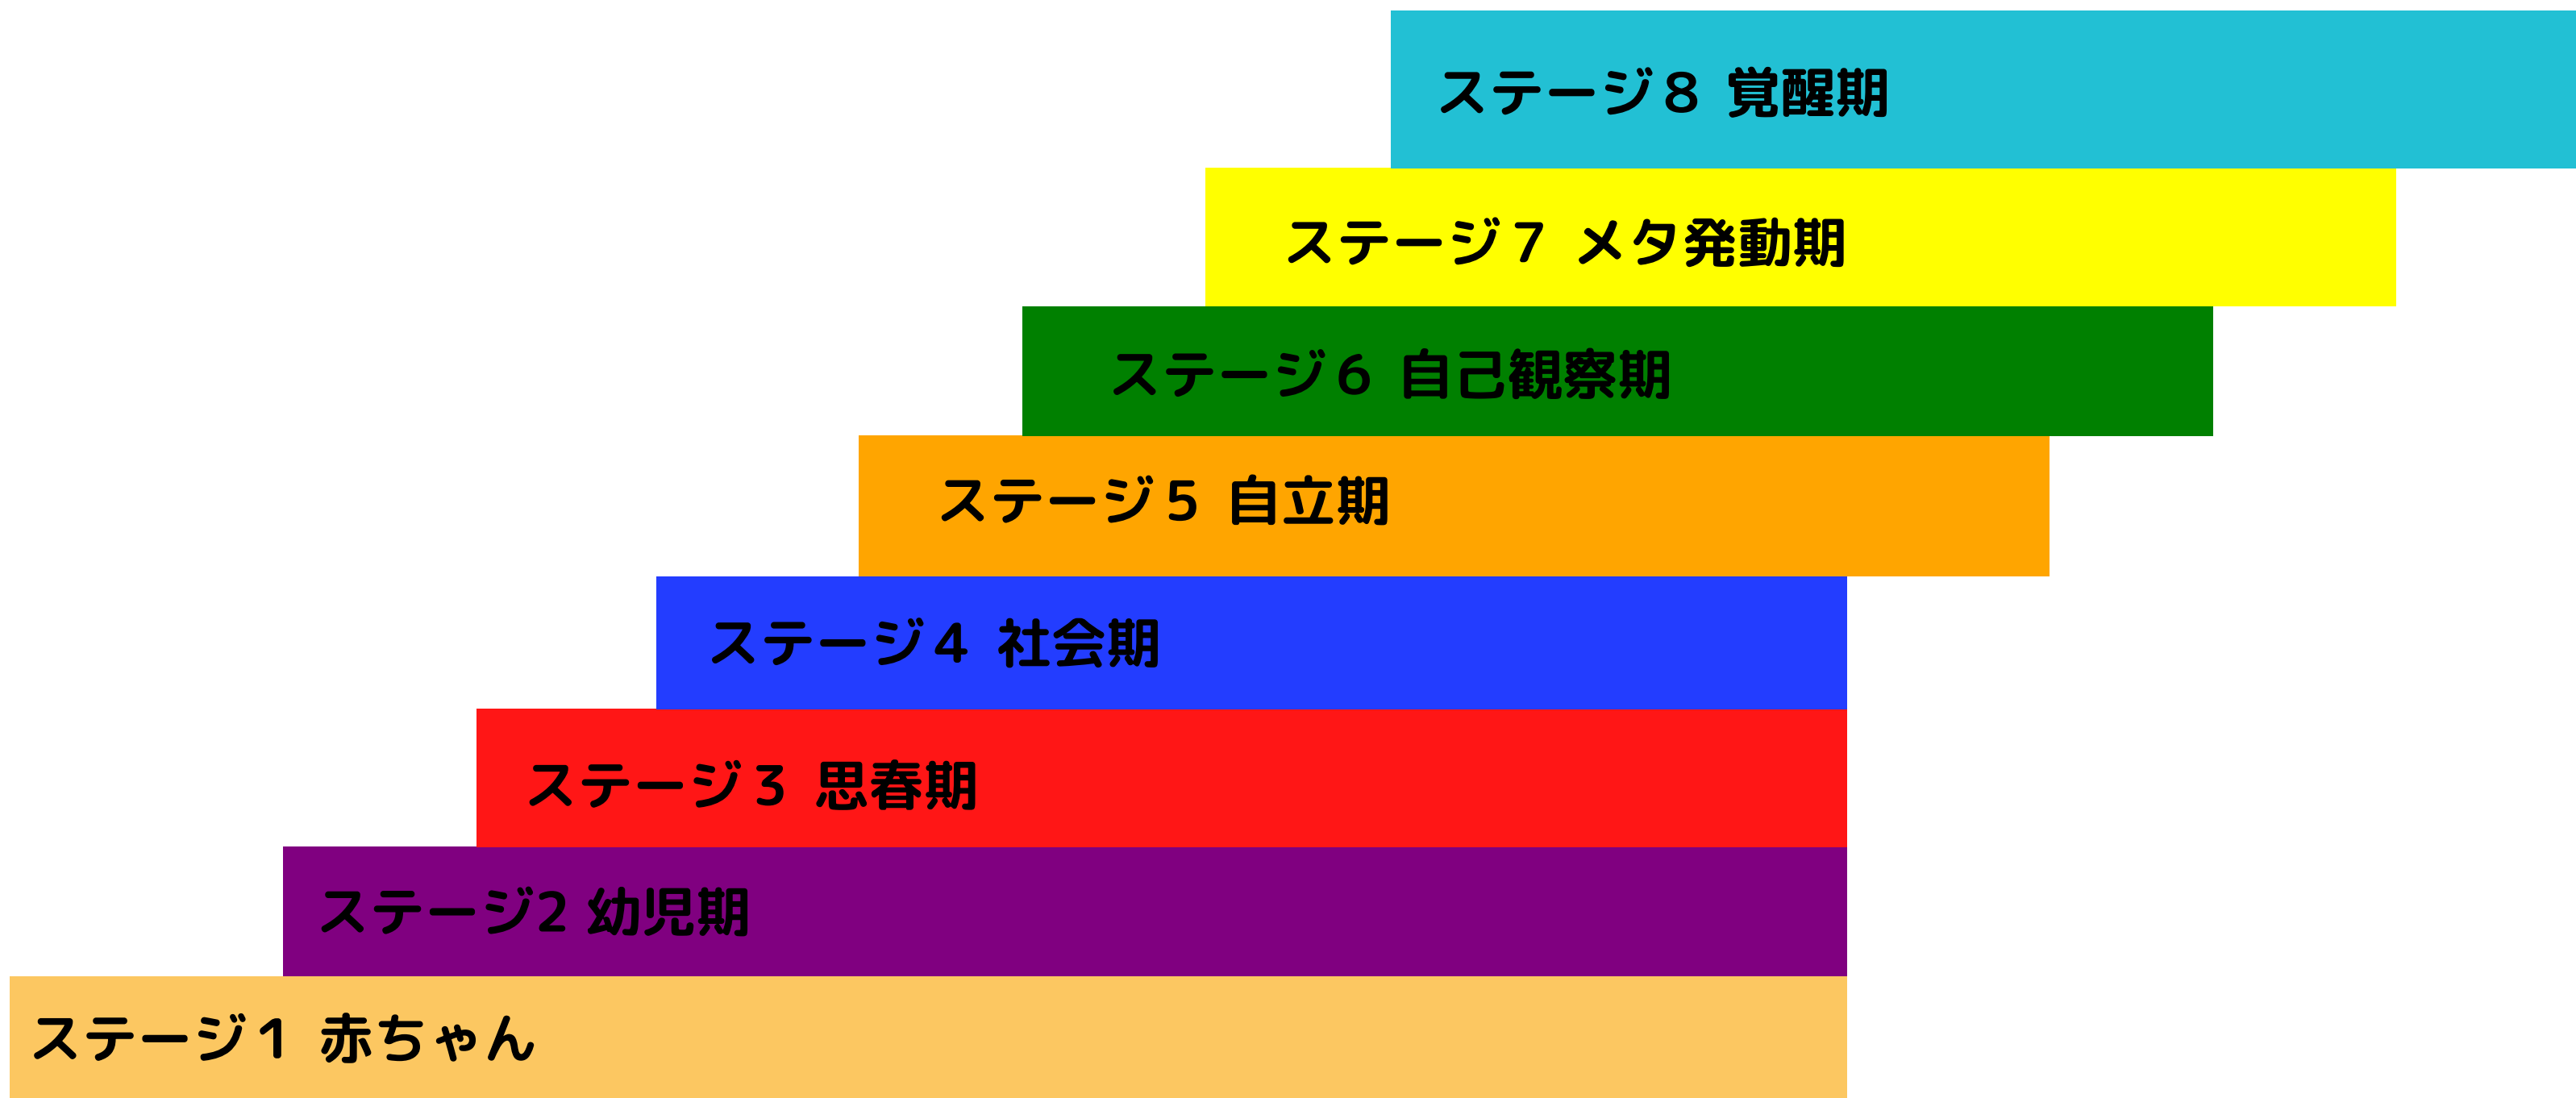 ステージ８ 覚醒期
ステージ７ メタ発動期
ステージ６ 自己観察期
ステージ５ 自立期
ステージ４ 社会期
ステージ３ 思春期
ステージ2 幼児期
ステージ１ 赤ちゃん